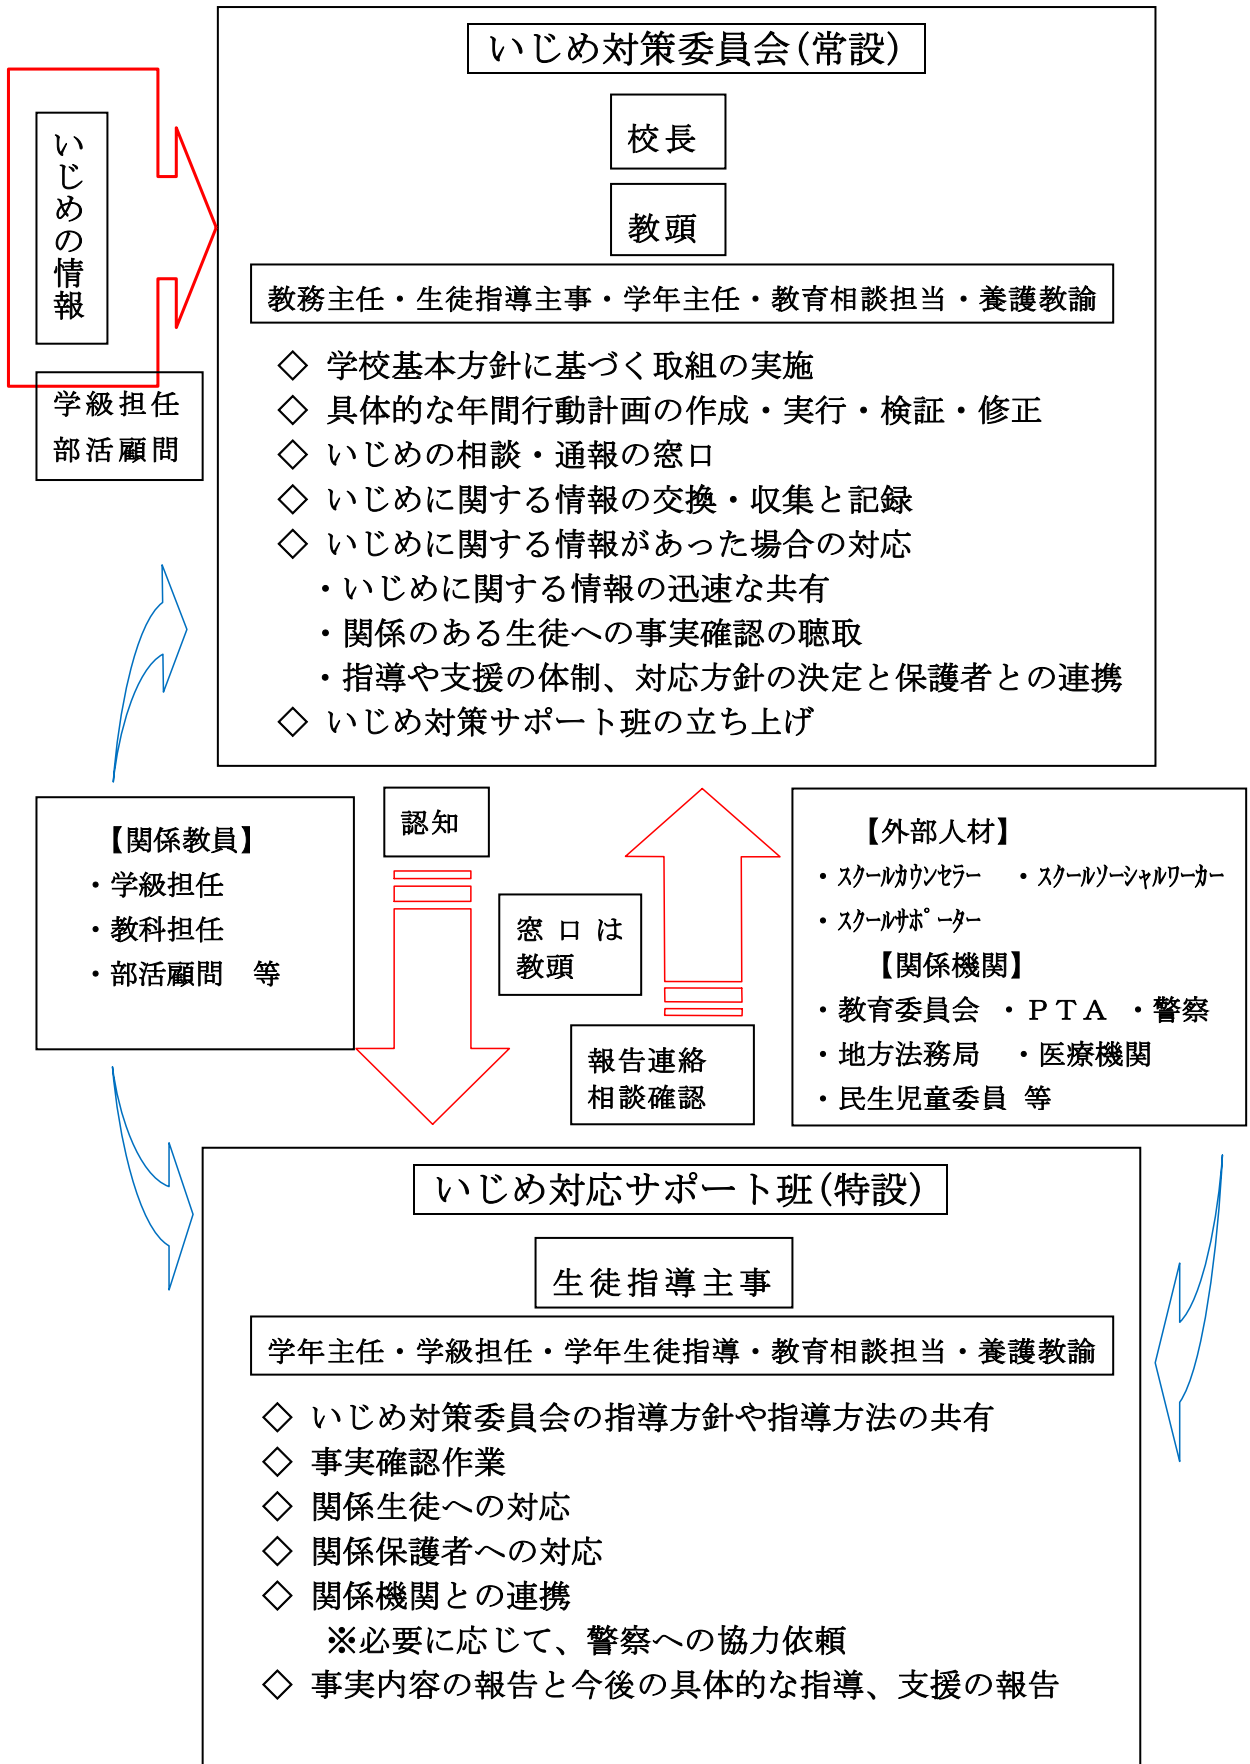 いじめ対策委員会(常設)
校長
教頭
教務主任・生徒指導主事・学年主任・教育相談担当・養護教諭
いじめの情報
学級担任
部活顧問
◇ 学校基本方針に基づく取組の実施
◇ 具体的な年間行動計画の作成・実行・検証・修正
◇ いじめの相談・通報の窓口
◇ いじめに関する情報の交換・収集と記録
◇ いじめに関する情報があった場合の対応
・いじめに関する情報の迅速な共有
・関係のある生徒への事実確認の聴取
・指導や支援の体制、対応方針の決定と保護者との連携
◇ いじめ対策サポート班の立ち上げ
【関係教員】
・学級担任
・教科担任
・部活顧問　等
認知
窓口は
教頭
報告連絡
相談確認
【外部人材】
・ｽｸｰﾙｶｳﾝｾﾗｰ　・ｽｸｰﾙｿｰｼｬﾙﾜｰｶｰ
・ｽｸｰﾙｻﾎﾟｰﾀｰ
【関係機関】
・教育委員会　・ＰＴＡ　・警察
・地方法務局　・医療機関
・民生児童委員 等
いじめ対応サポート班(特設)
生徒指導主事
学年主任・学級担任・学年生徒指導・教育相談担当・養護教諭
◇ いじめ対策委員会の指導方針や指導方法の共有
◇ 事実確認作業
◇ 関係生徒への対応
◇ 関係保護者への対応
◇ 関係機関との連携
※必要に応じて、警察への協力依頼
◇ 事実内容の報告と今後の具体的な指導、支援の報告